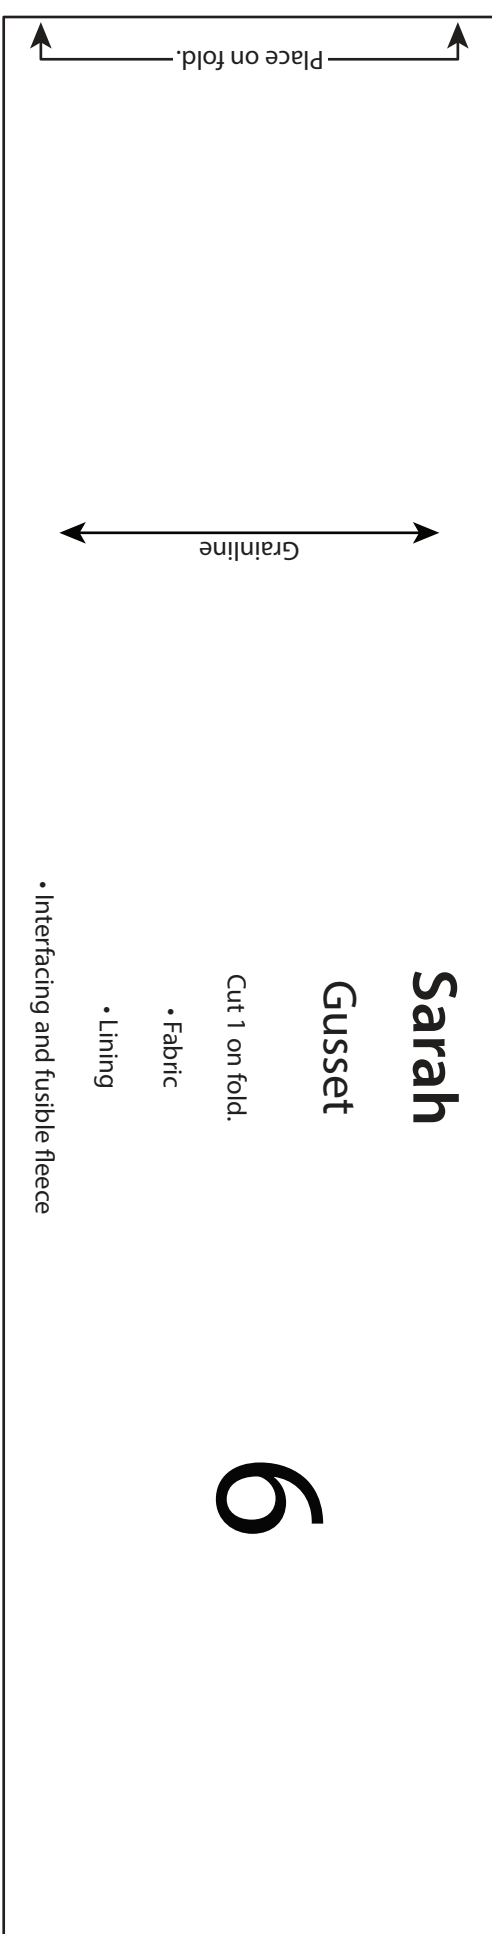 Place on fold.
Grainline
Sarah
Gusset
Cut 1 on fold.
• Fabric
• Lining
• Interfacing and fusible fleece
6